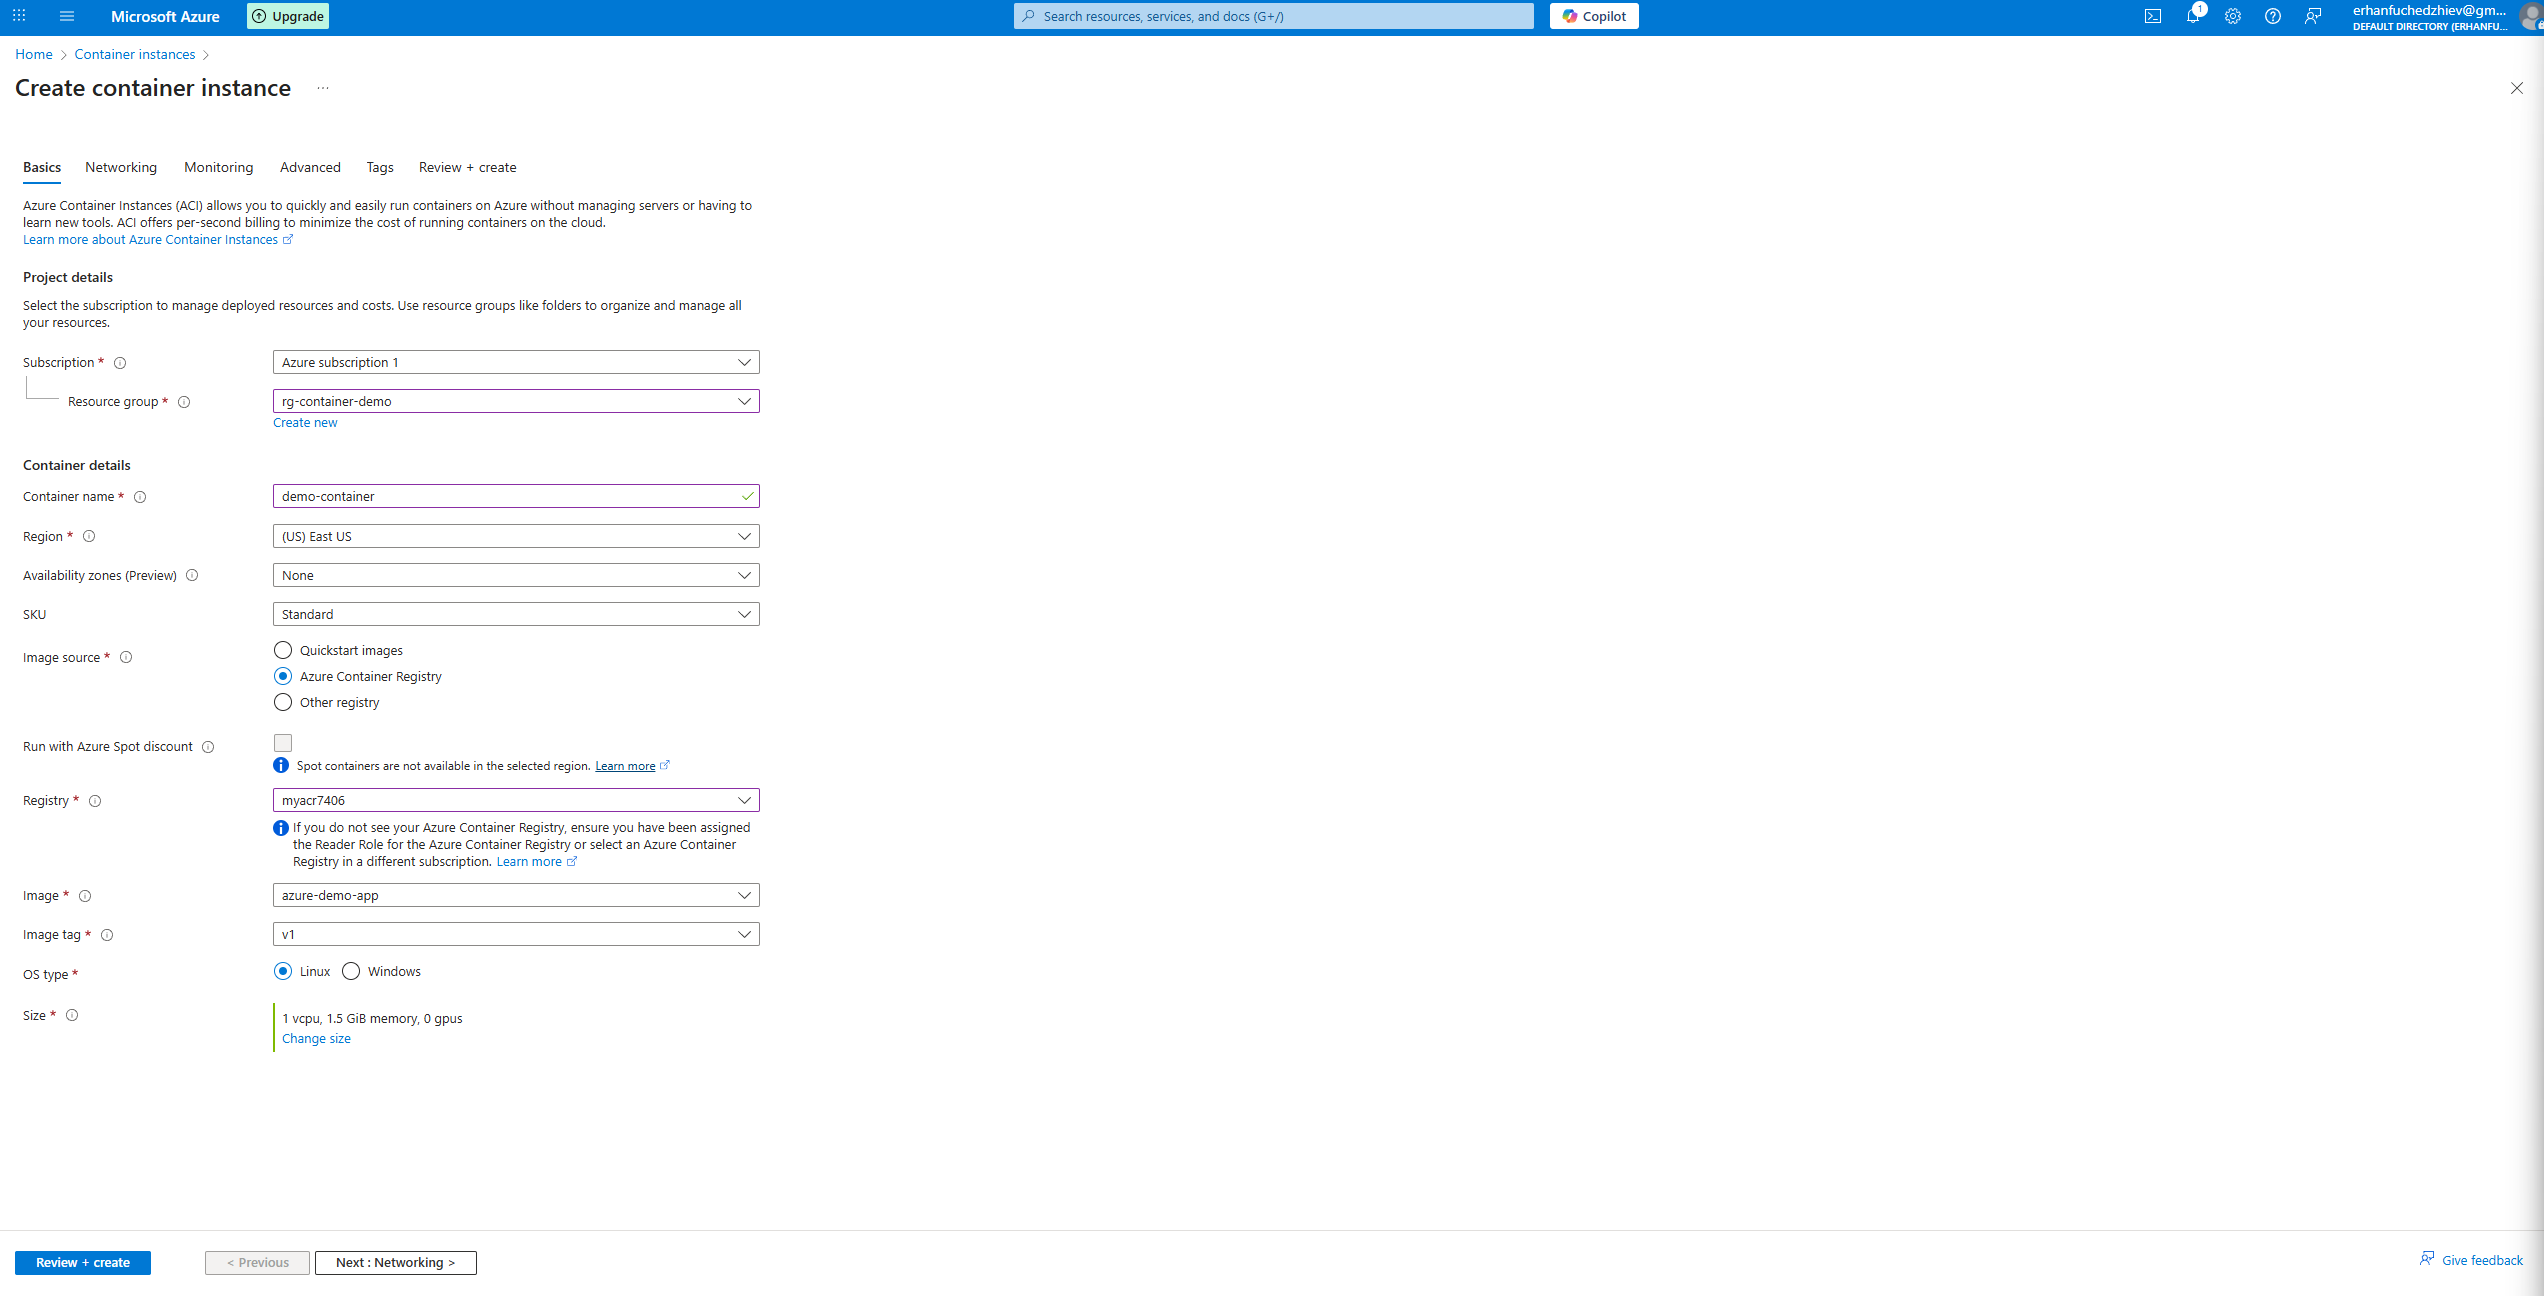 Microsoft Azure
Upgrade
Search resources, services, and docs (G+/)
Copilot
1
erhanfuchedzhiev@gm...
DEFAULT DIRECTORY (ERHANFU...
Home > Container instances >
Create container instance ...
Basics Networking Monitoring Advanced Tags Review + create
Azure Container Instances (ACI) allows you to quickly and easily run containers on Azure without managing servers or having to
learn new tools. ACI offers per-second billing to minimize the cost of running containers on the cloud.
Learn more about Azure Container Instances
Project details
Select the subscription to manage deployed resources and costs. Use resource groups like folders to organize and manage all
your resources.
Subscription * Azure subscription 1
Resource group * rg-container-demo
Create new
Container details
Container name * demo-container
Region * (US) East US
Availability zones (Preview) None
SKU Standard
Image source * Quickstart images
Azure Container Registry
Other registry
Run with Azure Spot discount
Spot containers are not available in the selected region. Learn more
Registry * myacr7406
If you do not see your Azure Container Registry, ensure you have been assigned
the Reader Role for the Azure Container Registry or select an Azure Container
Registry in a different subscription. Learn more
Image * azure-demo-app
Image tag * v1
OS type * Linux Windows
Size * 1 vcpu, 1.5 GiB memory, 0 gpus
Change size
Review + create
< Previous
Next : Networking >
Give feedback